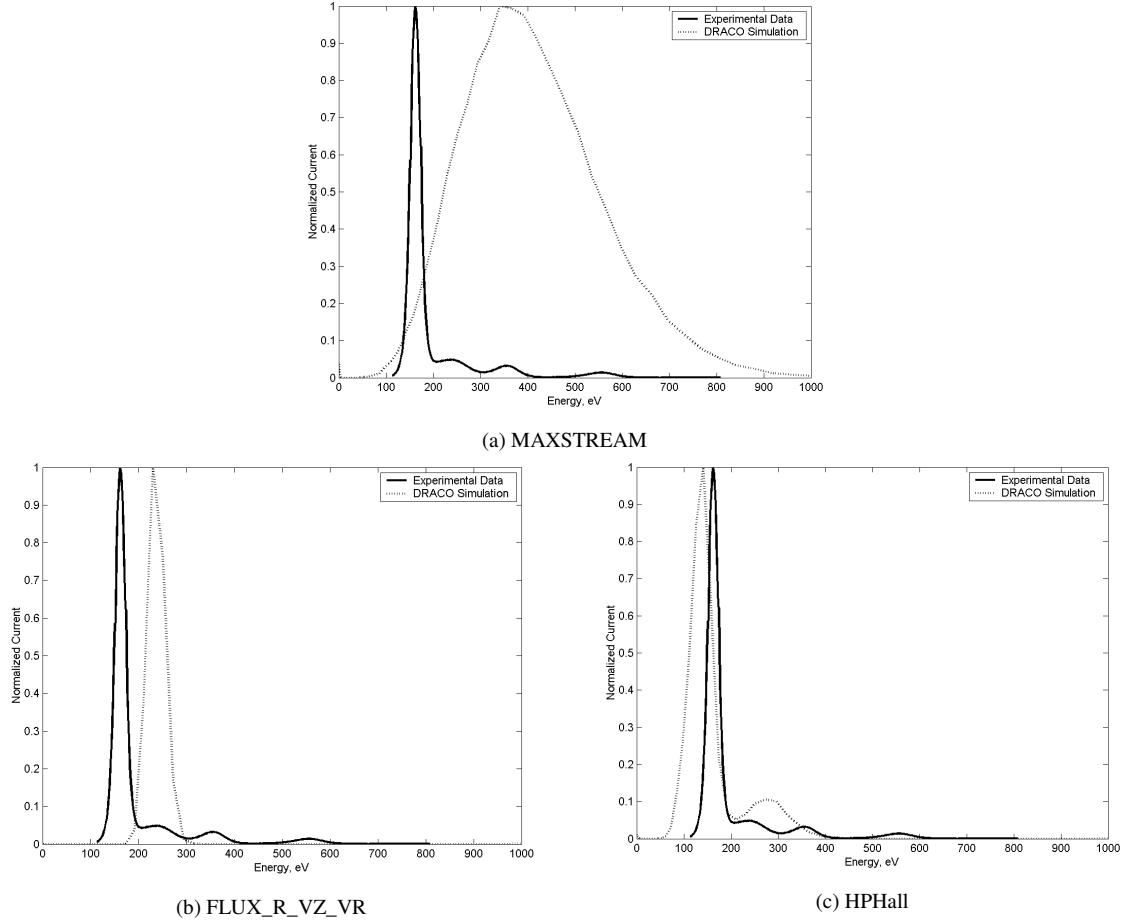 1
0.9
0.8
0.7
0.6
0.5
0.4
0.3
0.2
0.1
0
Normalized Current
Experimental Data
DRACO Simulation
0 100 200 300 400 500 600 700 800 900 1000
Energy, eV
(a) MAXSTREAM
1
0.9
0.8
0.7
0.6
0.5
0.4
0.3
0.2
0.1
0
Normalized Current
Experimental Data
DRACO Simulation
0 100 200 300 400 500 600 700 800 900 1000
Energy, eV
(b) FLUX_R_VZ_VR
1
0.9
0.8
0.7
0.6
0.5
0.4
0.3
0.2
0.1
0
Normalized Current
Experimental Data
DRACO Simulation
0 100 200 300 400 500 600 700 800 900 1000
Energy, eV
(c) HPHall